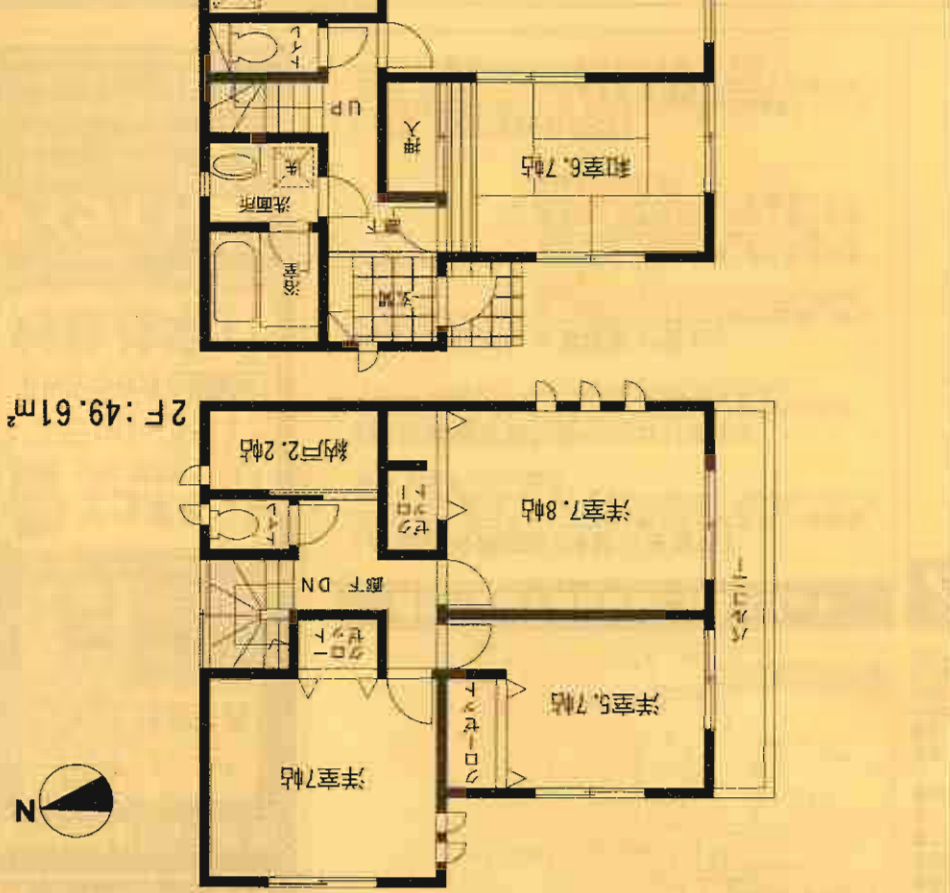 トイレ
UP
押入
和室6.7帖
洗
洗面所
廊下
浴室
玄関
2F:49.61m²
納戸2.2帖
クロー
ゼット
洋室7.8帖
トイレ
廊下 DN
バルコニー
クロー
ゼット
洋室5.7帖
クローゼット
洋室7帖
N